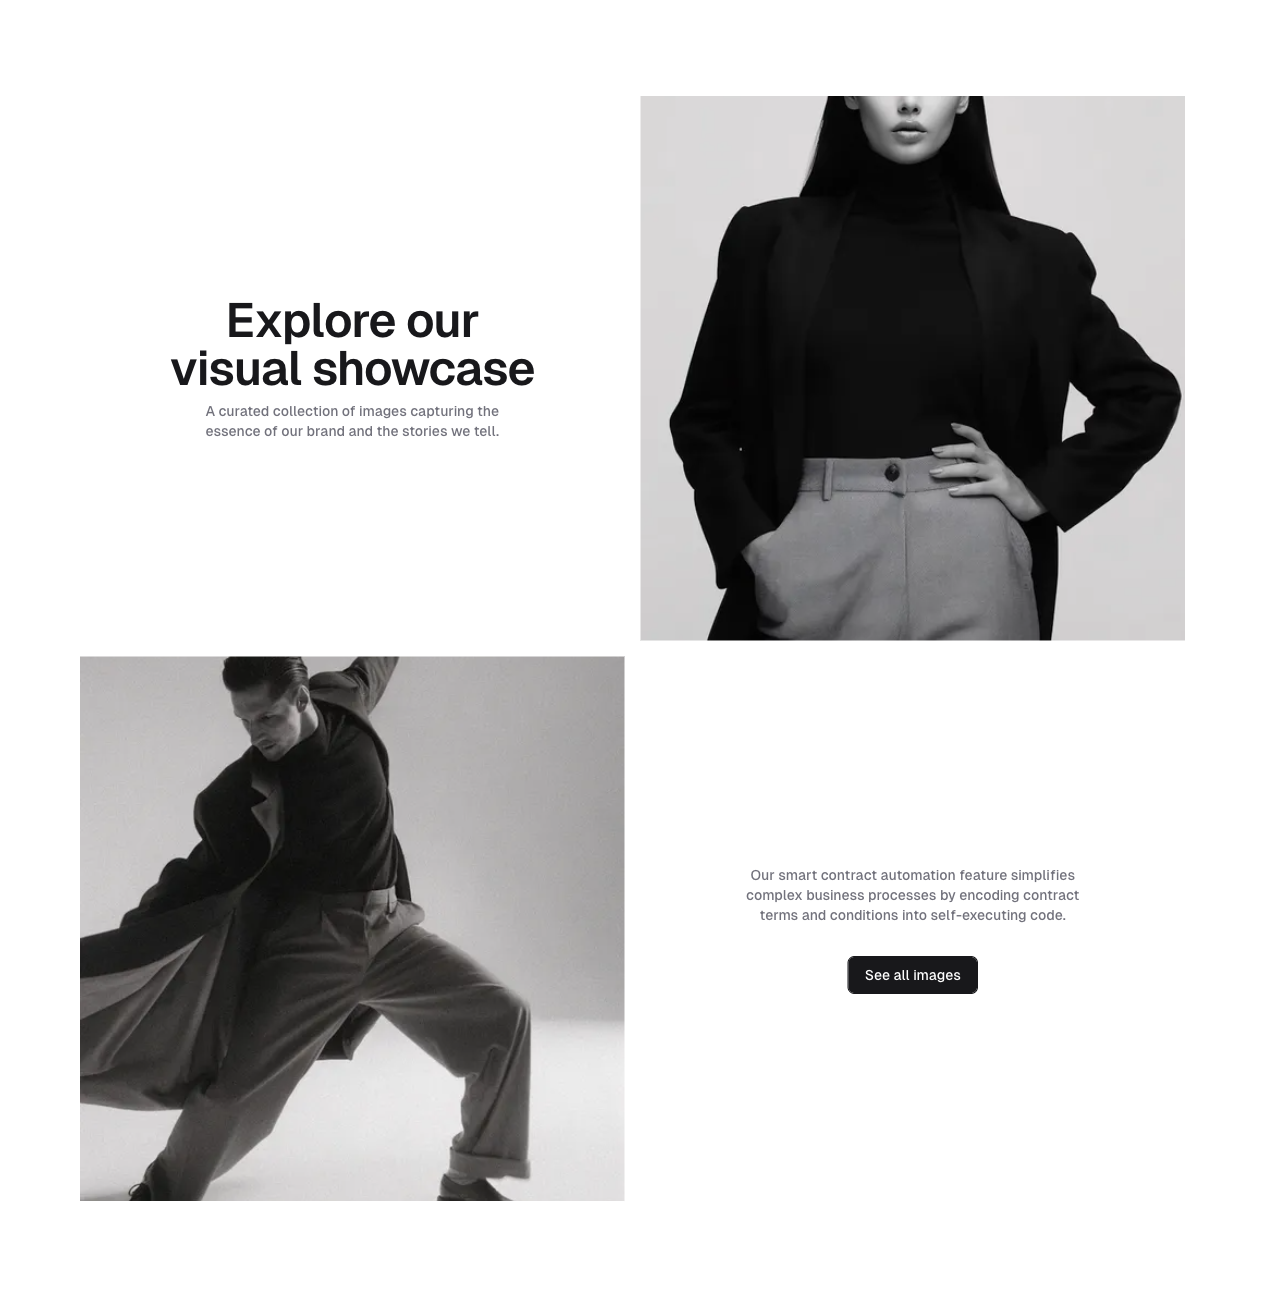 Explore our
visual showcase
A curated collection of images capturing the
essence of our brand and the stories we tell.
Our smart contract automation feature simplifies
complex business processes by encoding contract
terms and conditions into self-executing code.
See all images